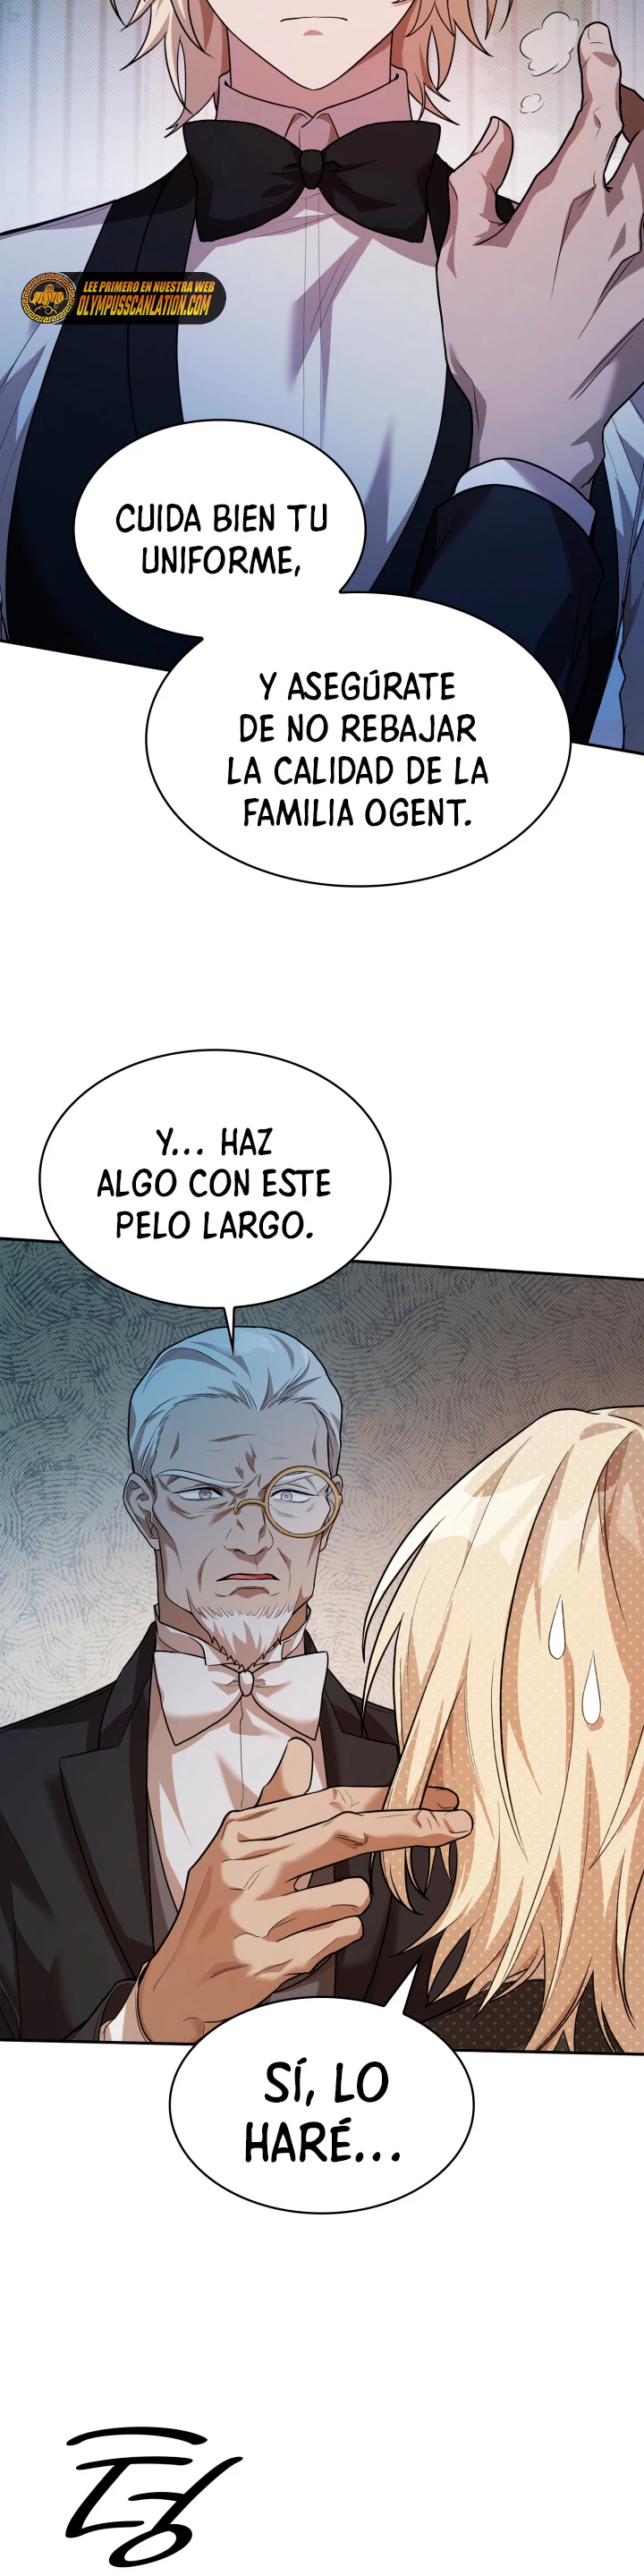 LEE PRIMERO EN NUESTRA WEB
OLYMPUSSCANLATION.COM
CUIDA BIEN TU
UNIFORME,
Y ASEGÚRATE
DE NO REBAJAR
LA CALIDAD DE LA
FAMILIA OGENT.
Y... HAZ
ALGO CON ESTE
PELO LARGO.
SÍ, LO
HARÉ...